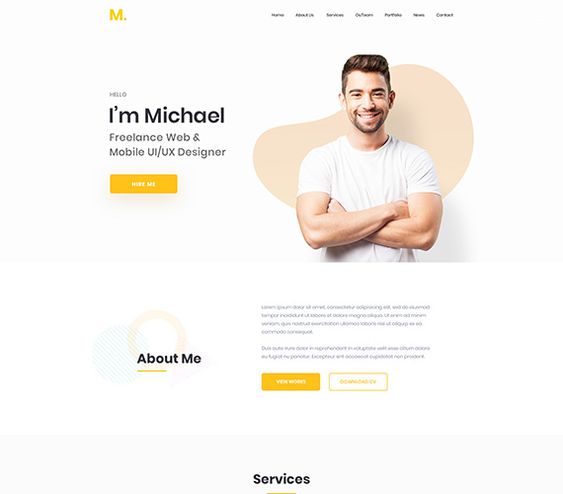 M.
Home About Us Services OuTeam Portfolio News Contact
HELLO
I'm Michael
Freelance Web &
Mobile UI/UX Designer
HIRE ME
About Me
Lorem ipsum dolor sit amet, consectetur adipiscing elit, sed do eiusmod
tempor incididunt ut labore et dolore magna aliqua. Ut enim ad minim
veniam, quis nostrud exercitation ullamco laboris nisi ut aliquip ex ea
commodo consequat.
Duis aute irure dolor in reprehenderit in voluptate velit esse cillum dolore
eu fugiat nu pariatur. Excepteur sint occaecat cupidatat non proident.
VIEW WORKS
DOWNLOAD CV
Services